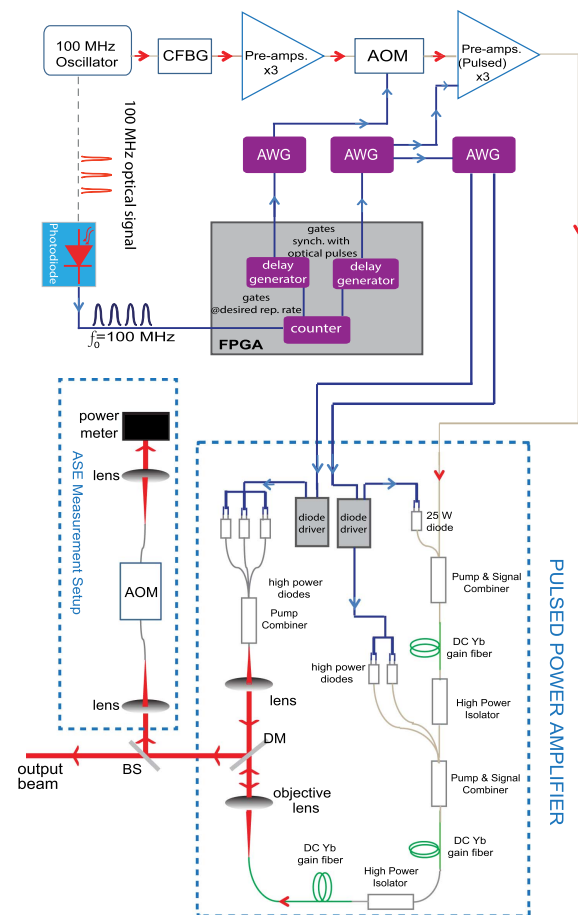 100 MHz
Oscillator
CFBG
Pre-amps.
x3
AOM
Pre-amps.
(Pulsed)
x3
100 MHz optical signal
AWG
AWG
AWG
Photodiode
gates
synch. with
optical pulses
delay
generator
delay
generator
gates
@desired rep. rate
counter
FPGA
f0=100 MHz
power
meter
lens
ASE Measurement Setup
AOM
lens
BS
output
beam
diode
driver
diode
driver
25 W
diode
high power
diodes
Pump
Combiner
Pump & Signal
Combiner
DC Yb
gain fiber
high power
diodes
High Power
Isolator
lens
DM
Pump & Signal
Combiner
objective
lens
DC Yb
gain fiber
DC Yb
gain fiber
High Power
Isolator
PULSED POWER AMPLIFIER